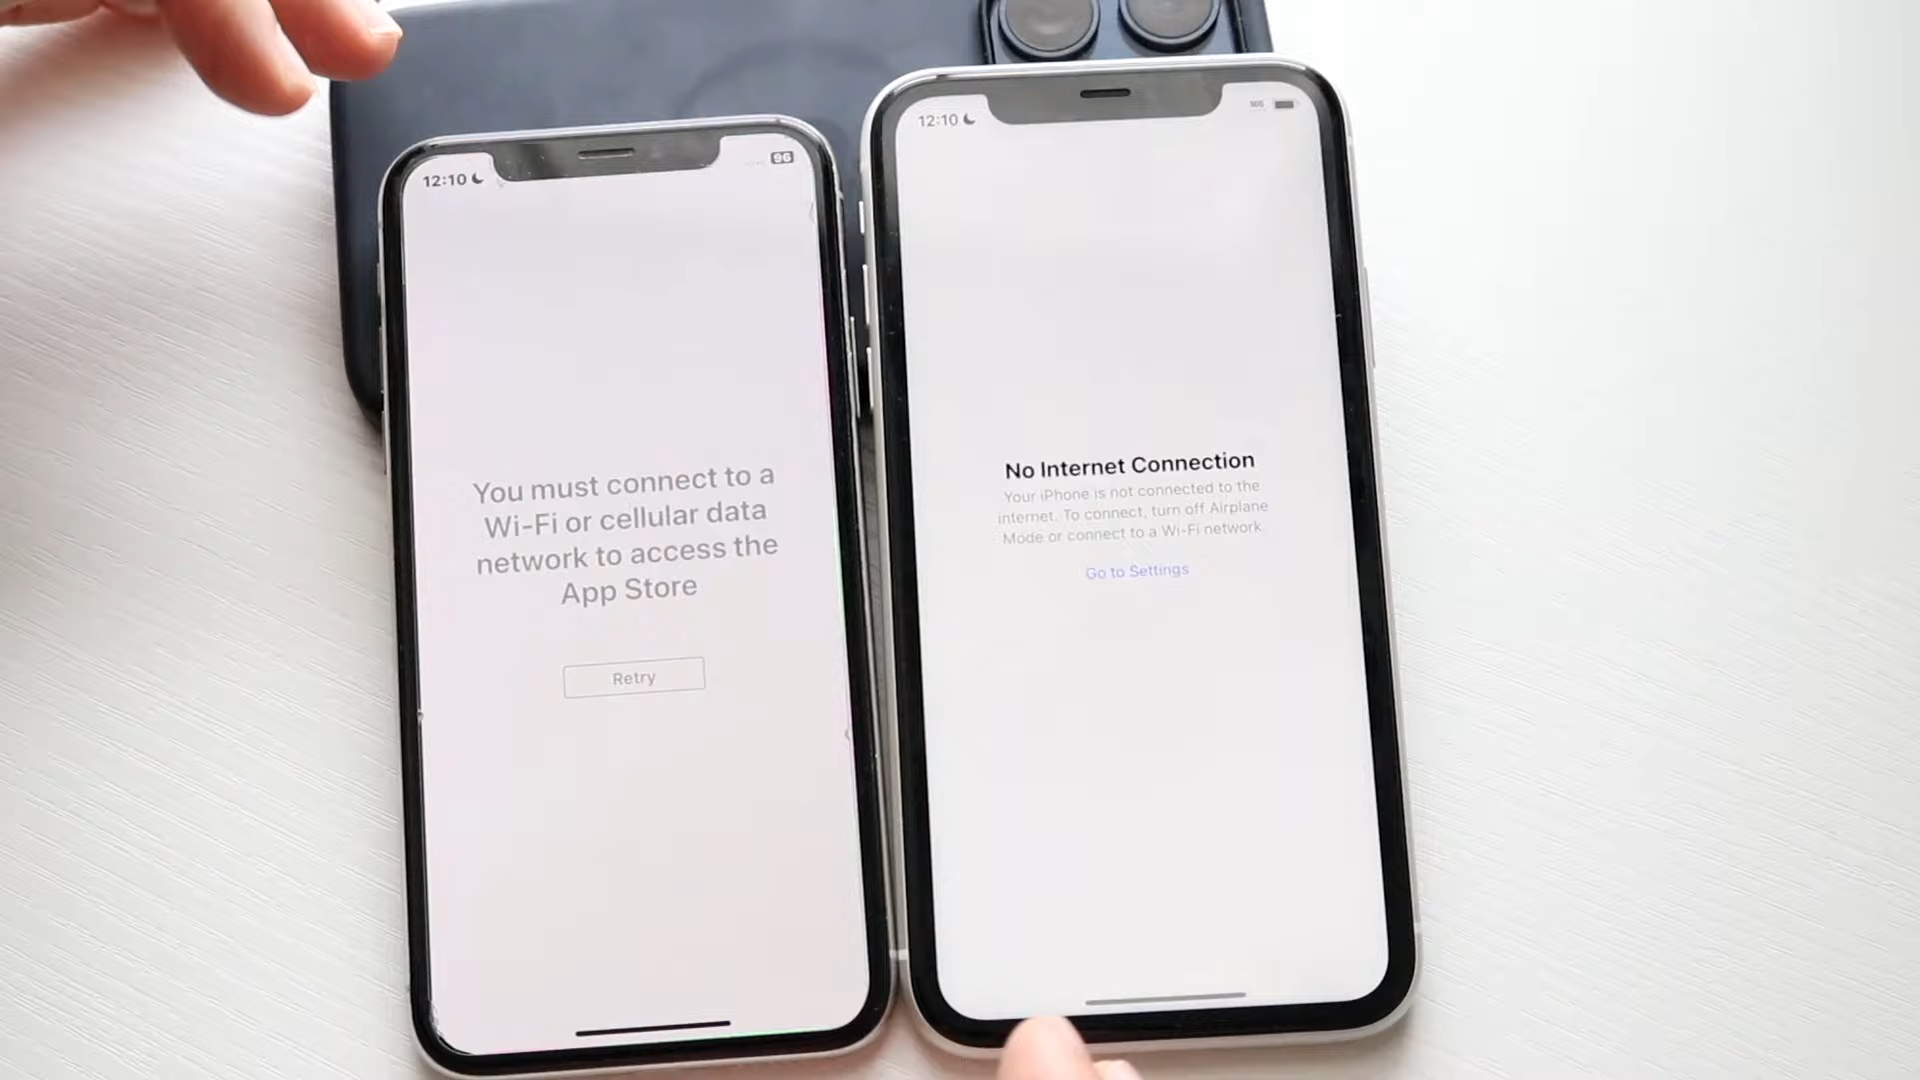 12:10
96
You must connect to a
Wi-Fi or cellular data
network to access the
App Store
Retry
12:10
SOS
No Internet Connection
Your iPhone is not connected to the
internet. To connect, turn off Airplane
Mode or connect to a Wi-Fi network
Go to Settings